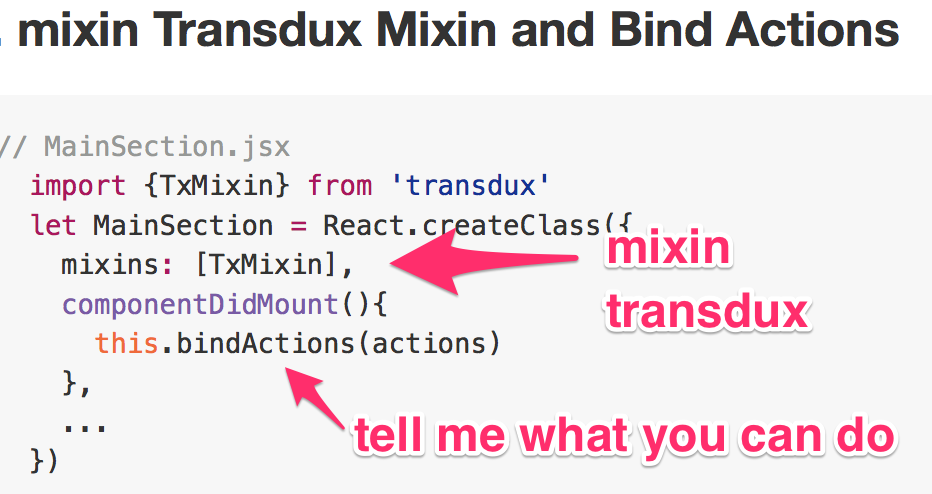 . mixin Transdux Mixin and Bind Actions
// MainSection.jsx
import {TxMixin} from 'transdux'
let MainSection = React.createClass({
mixins: [TxMixin],
mixin
transdux
componentDidMount(){
this.bindActions(actions)
},
...
tell me what you can do
})